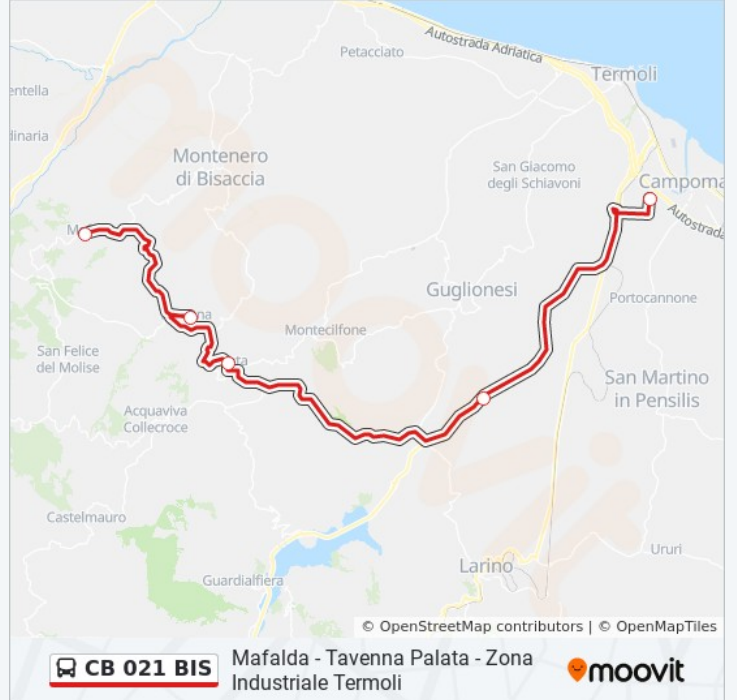 Autostrada Adriatica
Petacciato
Termoli
entella
dinaria
Montenero
di Bisaccia
San Giacomo
degli Schiavoni
Campoma
Autostrada
M
na
Guglionesi
Portocannone
Montecilfone
ta
San Felice
del Molise
San Martino
in Pensilis
Acquaviva
Collecroce
Castelmauro
Ururi
Larino
Guardialfiera
© OpenStreetMap contributors | © OpenMapTiles
CB 021 BIS
Mafalda - Tavenna Palata - Zona
Industriale Termoli
moovit